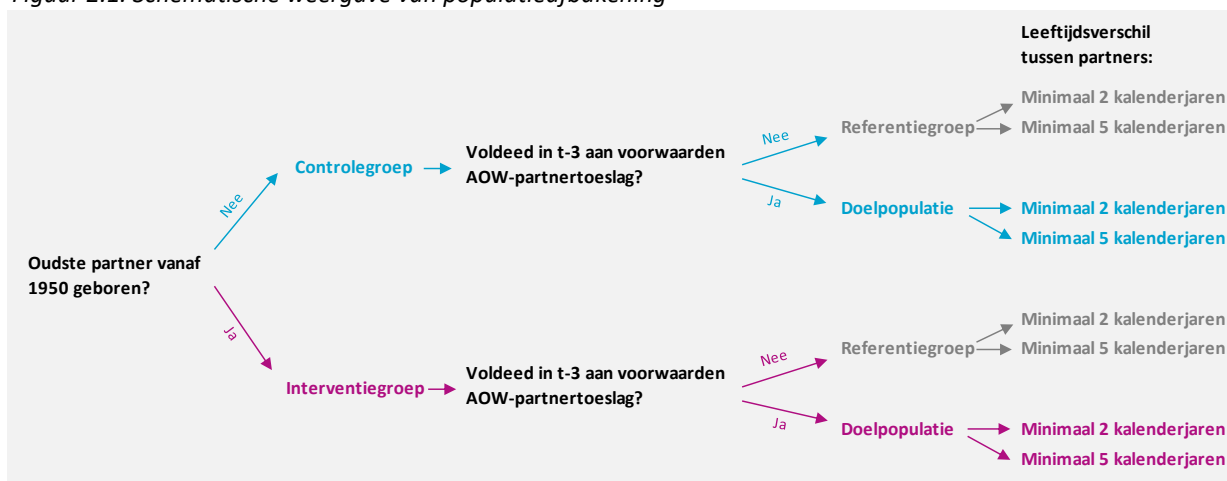 Figuur 2.1. Schematische weergave van populatieafbakening
Leeftijdsverschil
tussen partners:
Minimaal 2 kalenderjaren
Nee
Referentiegroep
Minimaal 5 kalenderjaren
Controlegroep
Voldeed in t-3 aan voorwaarden
AOW-partnertoeslag?
Nee
Ja
Doelpopulatie
Minimaal 2 kalenderjaren
Minimaal 5 kalenderjaren
Oudste partner vanaf
1950 geboren?
Ja
Minimaal 2 kalenderjaren
Nee
Referentiegroep
Minimaal 5 kalenderjaren
Interventiegroep
Voldeed in t-3 aan voorwaarden
AOW-partnertoeslag?
Ja
Doelpopulatie
Minimaal 2 kalenderjaren
Minimaal 5 kalenderjaren